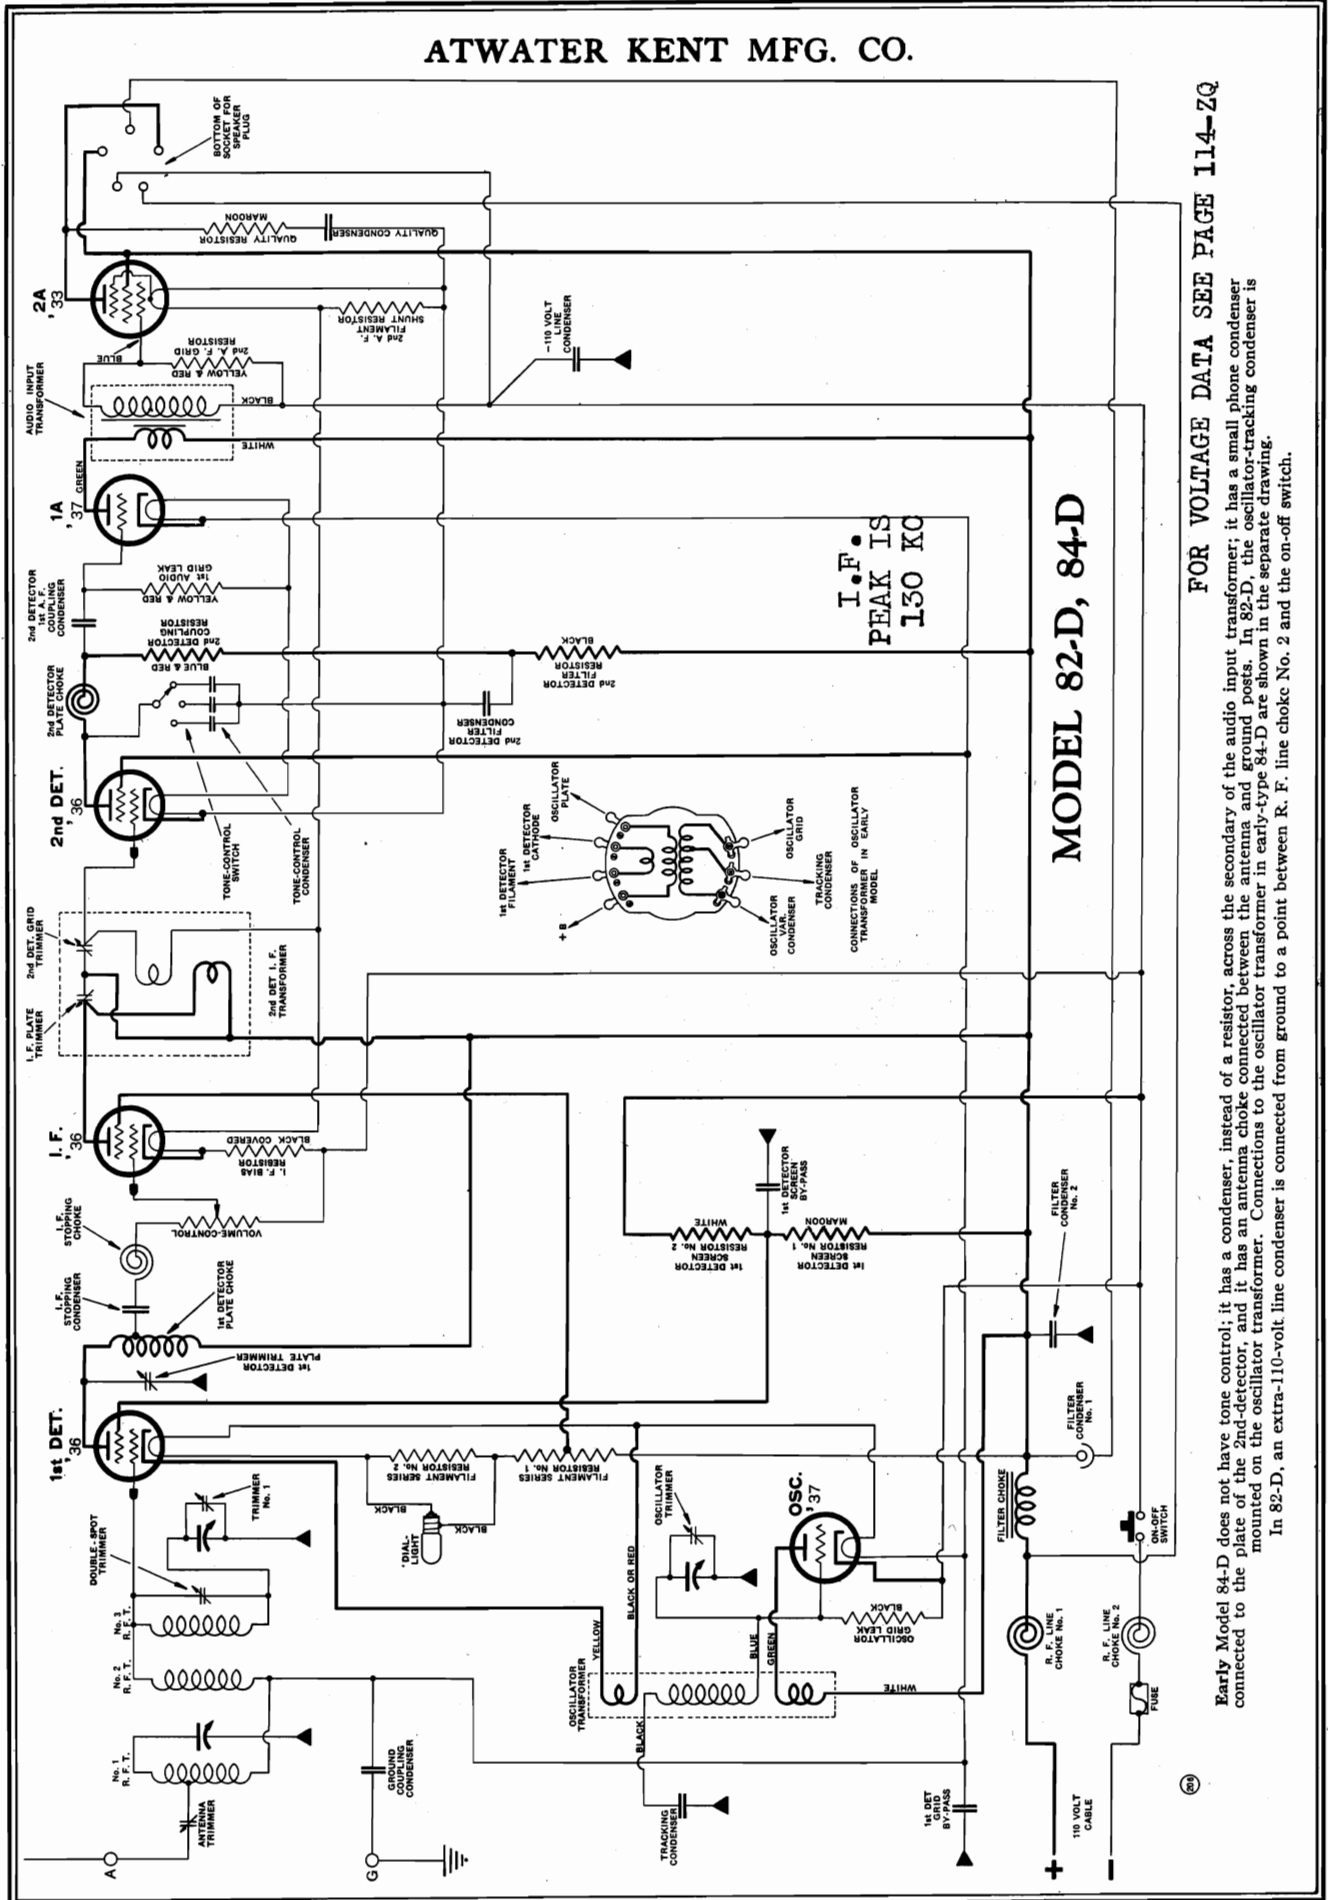 ATWATER KENT MFG. CO.
A
ANTENNA
TRIMMER
No. 1
R. F. T.
No. 2
R. F. T.
No. 3
R. F. T.
DOUBLE-SPOT
TRIMMER
TRIMMER
No. 1
G
GROUND
COUPLING
CONDENSER
1st DET.
'36
1st DETECTOR
PLATE TRIMMER
1st DETECTOR
PLATE CHOKE
I. F.
STOPPING
CONDENSER
I. F.
STOPPING
CHOKE
VOLUME-CONTROL
I. F.
'36
I. F. BIAS
RESISTOR
BLACK COVERED
I. F. PLATE
TRIMMER
2nd DET. GRID
TRIMMER
2nd DET I. F.
TRANSFORMER
2nd DET.
'36
TONE-CONTROL
SWITCH
TONE-CONTROL
CONDENSER
2nd DETECTOR
PLATE CHOKE
2nd DETECTOR
1st A. F.
COUPLING
CONDENSER
BLUE & RED
2nd DETECTOR
COUPLING
RESISTOR
YELLOW & RED
1st AUDIO
GRID LEAK
2nd DETECTOR
FILTER
CONDENSER
2nd DETECTOR
FILTER
RESISTOR
BLACK
1A
'37
GREEN
AUDIO INPUT
TRANSFORMER
WHITE
BLACK
YELLOW & RED
2nd A. F. GRID
RESISTOR
BLUE
2A
'33
2nd A. F.
FILAMENT
SHUNT RESISTOR
QUALITY RESISTOR
MAROON
QUALITY CONDENSER
BOTTOM OF
SOCKET FOR
SPEAKER
PLUG
-110 VOLT
LINE
CONDENSER
FILAMENT SERIES
RESISTOR No. 2
FILAMENT SERIES
RESISTOR No. 1
BLACK
BLACK
DIAL-
LIGHT
1st DETECTOR
SCREEN
RESISTOR No. 2
WHITE
1st DETECTOR
SCREEN
RESISTOR No. 1
MAROON
1st DETECTOR
SCREEN
BY-PASS
OSCILLATOR
TRANSFORMER
YELLOW
BLACK OR RED
BLACK
BLUE
GREEN
WHITE
TRACKING
CONDENSER
OSCILLATOR
TRIMMER
OSC.
'37
OSCILLATOR
GRID LEAK
BLACK
1st DET
GRID
BY-PASS
+ B
1st DETECTOR
FILAMENT
1st DETECTOR
CATHODE
OSCILLATOR
PLATE
OSCILLATOR
VAR.
CONDENSER
TRACKING
CONDENSER
OSCILLATOR
GRID
CONNECTIONS OF OSCILLATOR
TRANSFORMER IN EARLY
MODEL
I.F.
PEAK IS
130 KC
+
-
110 VOLT
CABLE
R. F. LINE
CHOKE No. 1
R. F. LINE
CHOKE No. 2
FUSE
FILTER CHOKE
ON-OFF
SWITCH
FILTER
CONDENSER
No. 1
FILTER
CONDENSER
No. 2
MODEL 82-D, 84-D
FOR VOLTAGE DATA SEE PAGE 114-ZQ
Early Model 84-D does not have tone control; it has a condenser, instead of a resistor, across the secondary of the audio input transformer; it has a small phone condenser
connected to the plate of the 2nd-detector, and it has an antenna choke connected between the antenna and ground posts. In 82-D, the oscillator-tracking condenser is
mounted on the oscillator transformer. Connections to the oscillator transformer in early-type 84-D are shown in the separate drawing.
In 82-D, an extra-110-volt line condenser is connected from ground to a point between R. F. line choke No. 2 and the on-off switch.